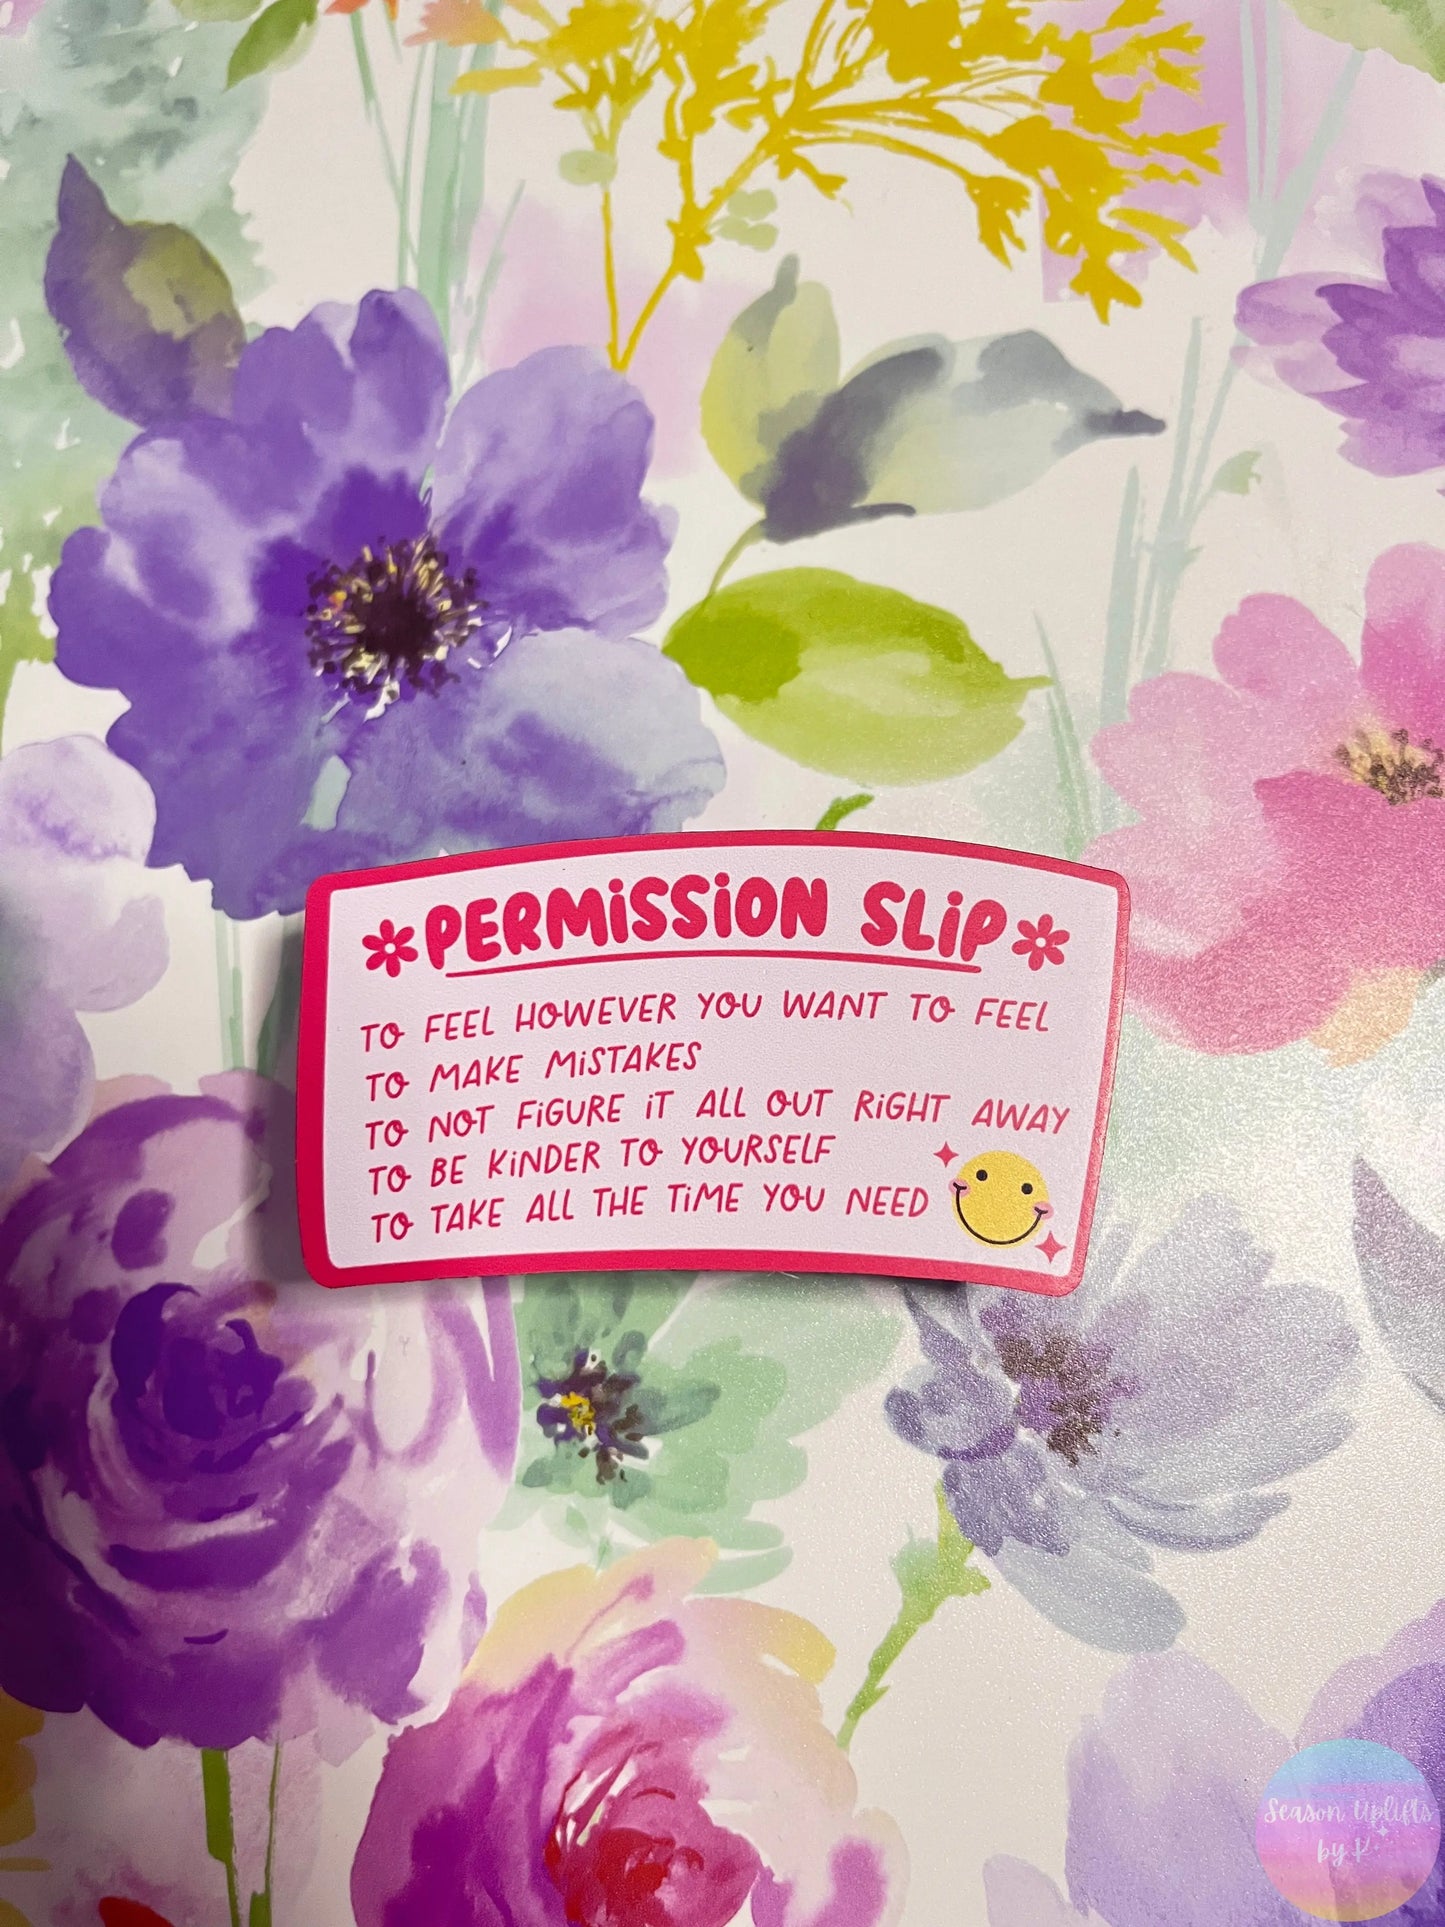 PERMISSION SLIP
TO FEEL HOWEVER YOU WANT TO FEEL
TO MAKE MISTAKES
TO NOT FIGURE IT ALL OUT RIGHT AWAY
TO BE KINDER TO YOURSELF
TO TAKE ALL THE TIME YOU NEED
Season Uplifts
by K